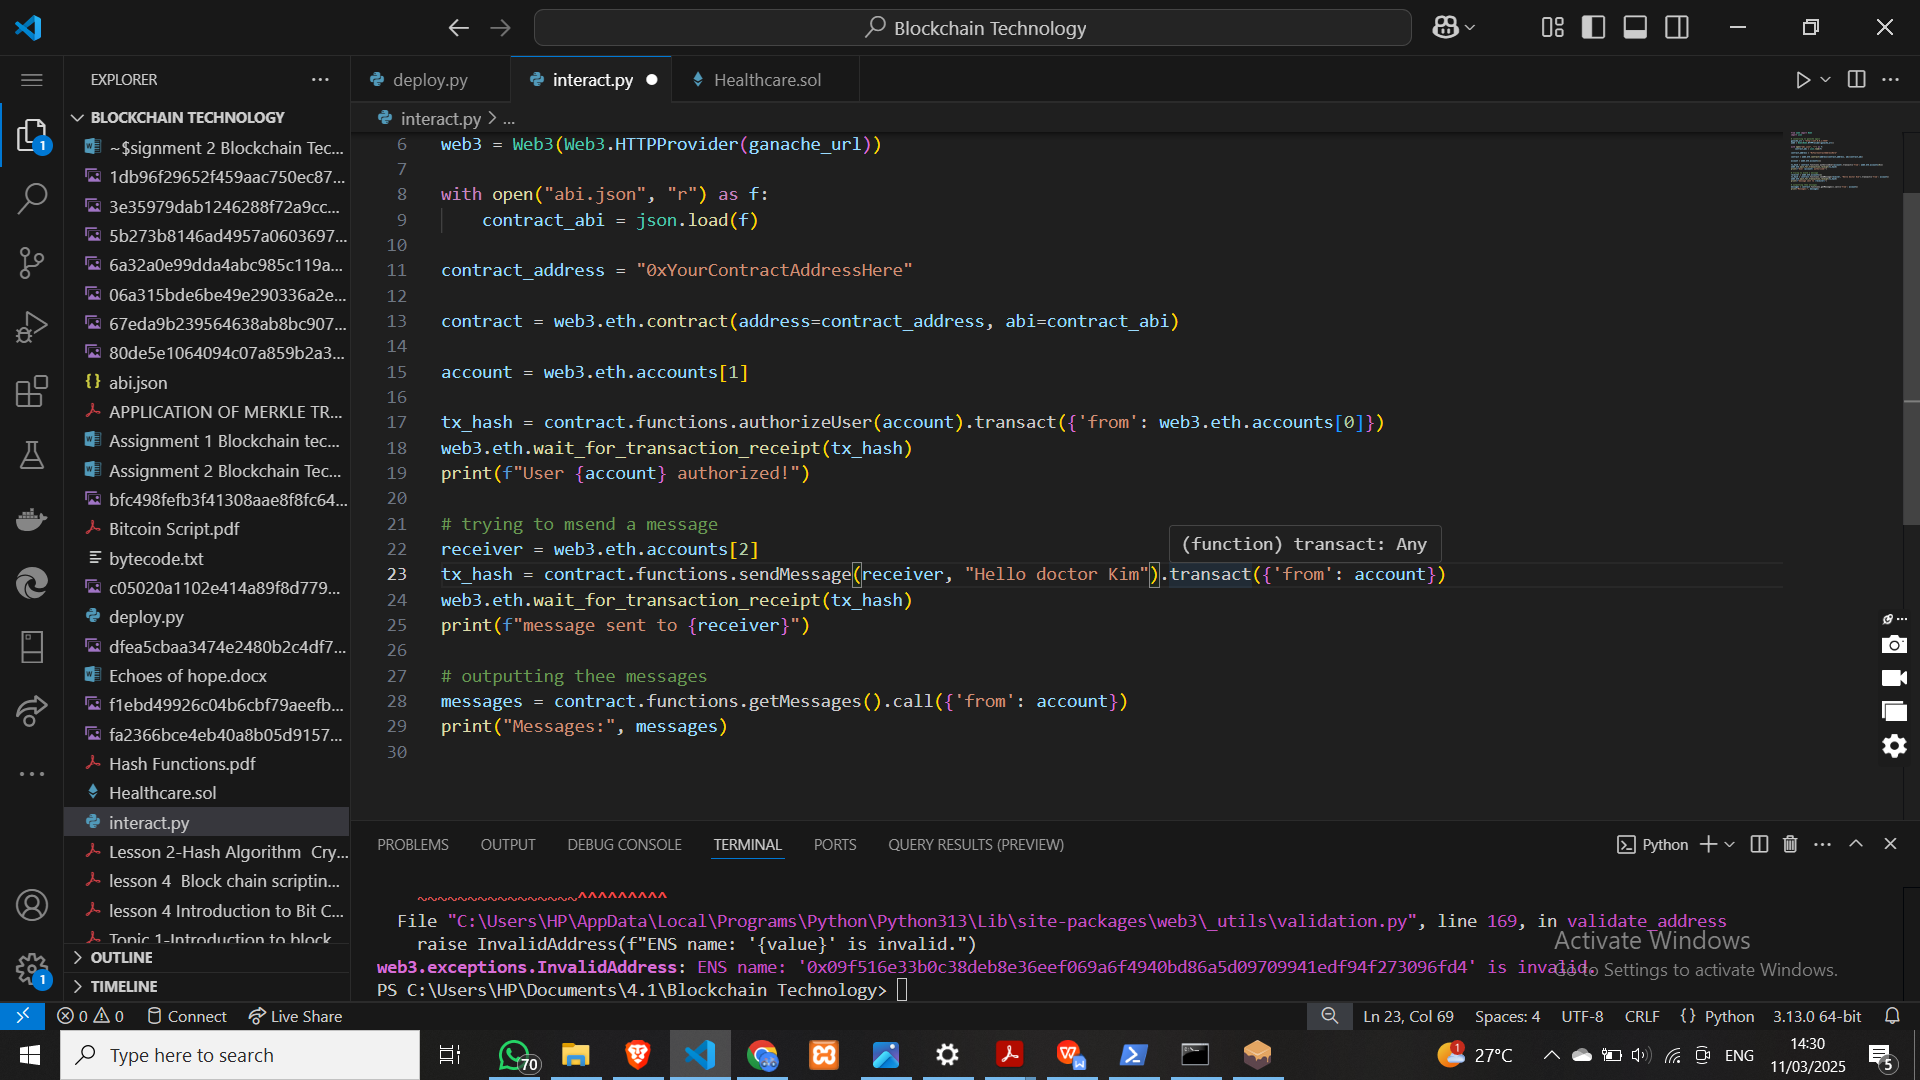 Blockchain Technology
EXPLORER
deploy.py
interact.py
Healthcare.sol
BLOCKCHAIN TECHNOLOGY
interact.py > ...
~$signment 2 Blockchain Tec...
1db96f29652f459aac750ec87...
3e35979dab1246288f72a9cc...
5b273b8146ad4957a0603697...
6a32a0e99dda4abc985c119a...
06a315bde6be49e290336a2e...
67eda9b239564638ab8bc907...
80de5e1064094c07a859b2a3...
abi.json
APPLICATION OF MERKLE TR...
Assignment 1 Blockchain tec...
Assignment 2 Blockchain Tec...
bfc498fefb3f41308aae8f8fc64...
Bitcoin Script.pdf
bytecode.txt
c05020a1102e414a89f8d779...
deploy.py
dfea5cbaa3474e2480b2c4df7...
Echoes of hope.docx
f1ebd49926c04b6cbf79aeefb...
fa2366bce4eb40a8b05d9157...
Hash Functions.pdf
Healthcare.sol
interact.py
Lesson 2-Hash Algorithm Cry...
lesson 4 Block chain scriptin...
lesson 4 Introduction to Bit C...
Topic 1-Introduction to block
OUTLINE
TIMELINE
6 web3 = Web3(Web3.HTTPProvider(ganache_url))
7
8 with open("abi.json", "r") as f:
9 contract_abi = json.load(f)
10
11 contract_address = "0xYourContractAddressHere"
12
13 contract = web3.eth.contract(address=contract_address, abi=contract_abi)
14
15 account = web3.eth.accounts[1]
16
17 tx_hash = contract.functions.authorizeUser(account).transact({'from': web3.eth.accounts[0]})
18 web3.eth.wait_for_transaction_receipt(tx_hash)
19 print(f"User {account} authorized!")
20
21 # trying to msend a message
22 receiver = web3.eth.accounts[2]
(function) transact: Any
23 tx_hash = contract.functions.sendMessage(receiver, "Hello doctor Kim").transact({'from': account})
24 web3.eth.wait_for_transaction_receipt(tx_hash)
25 print(f"message sent to {receiver}")
26
27 # outputting thee messages
28 messages = contract.functions.getMessages().call({'from': account})
29 print("Messages:", messages)
30
PROBLEMS OUTPUT DEBUG CONSOLE TERMINAL PORTS QUERY RESULTS (PREVIEW)
Python
~~~~~~~~~~~~~~~~^^^^^^^^^
File "C:\Users\HP\AppData\Local\Programs\Python\Python313\Lib\site-packages\web3\_utils\validation.py", line 169, in validate_address
raise InvalidAddress(f"ENS name: '{value}' is invalid.")
web3.exceptions.InvalidAddress: ENS name: '0x09f516e33b0c38deb8e36eef069a6f4940bd86a5d09709941edf94f273096fd4' is invalid.
PS C:\Users\HP\Documents\4.1\Blockchain Technology>
Activate Windows
Go to Settings to activate Windows.
0 0 Connect Live Share
Ln 23, Col 69 Spaces: 4 UTF-8 CRLF {} Python 3.13.0 64-bit
Type here to search
70
1
27°C
ENG
14:30
11/03/2025
5